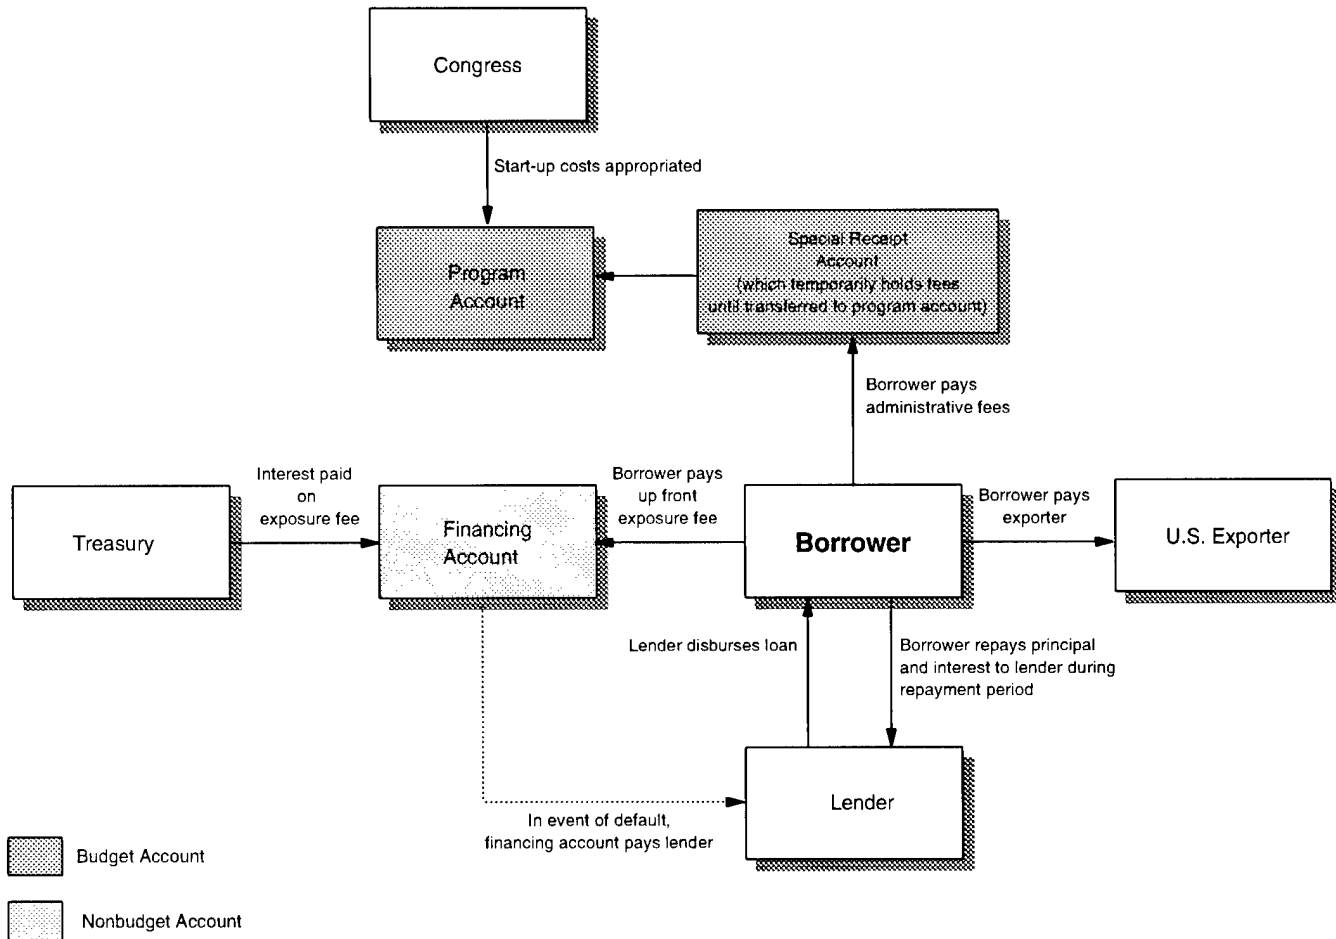 Congress
Start-up costs appropriated
Program
Account
Special Receipt
Account
(which temporarily holds fees
until transferred to program account)
Borrower pays
administrative fees
Treasury
Interest paid
on
exposure fee
Financing
Account
Borrower pays
up front
exposure fee
Borrower
Borrower pays
exporter
U.S. Exporter
Lender disburses loan
Borrower repays principal
and interest to lender during
repayment period
Lender
In event of default,
financing account pays lender
Budget Account
Nonbudget Account